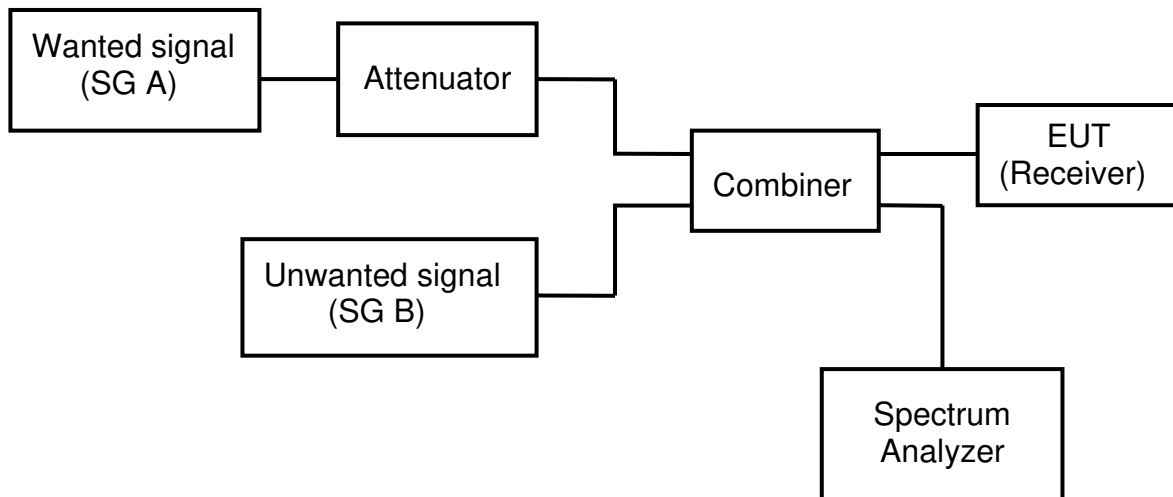 Wanted signal
(SG A)
Attenuator
EUT
(Receiver)
Combiner
Unwanted signal
(SG B)
Spectrum
Analyzer